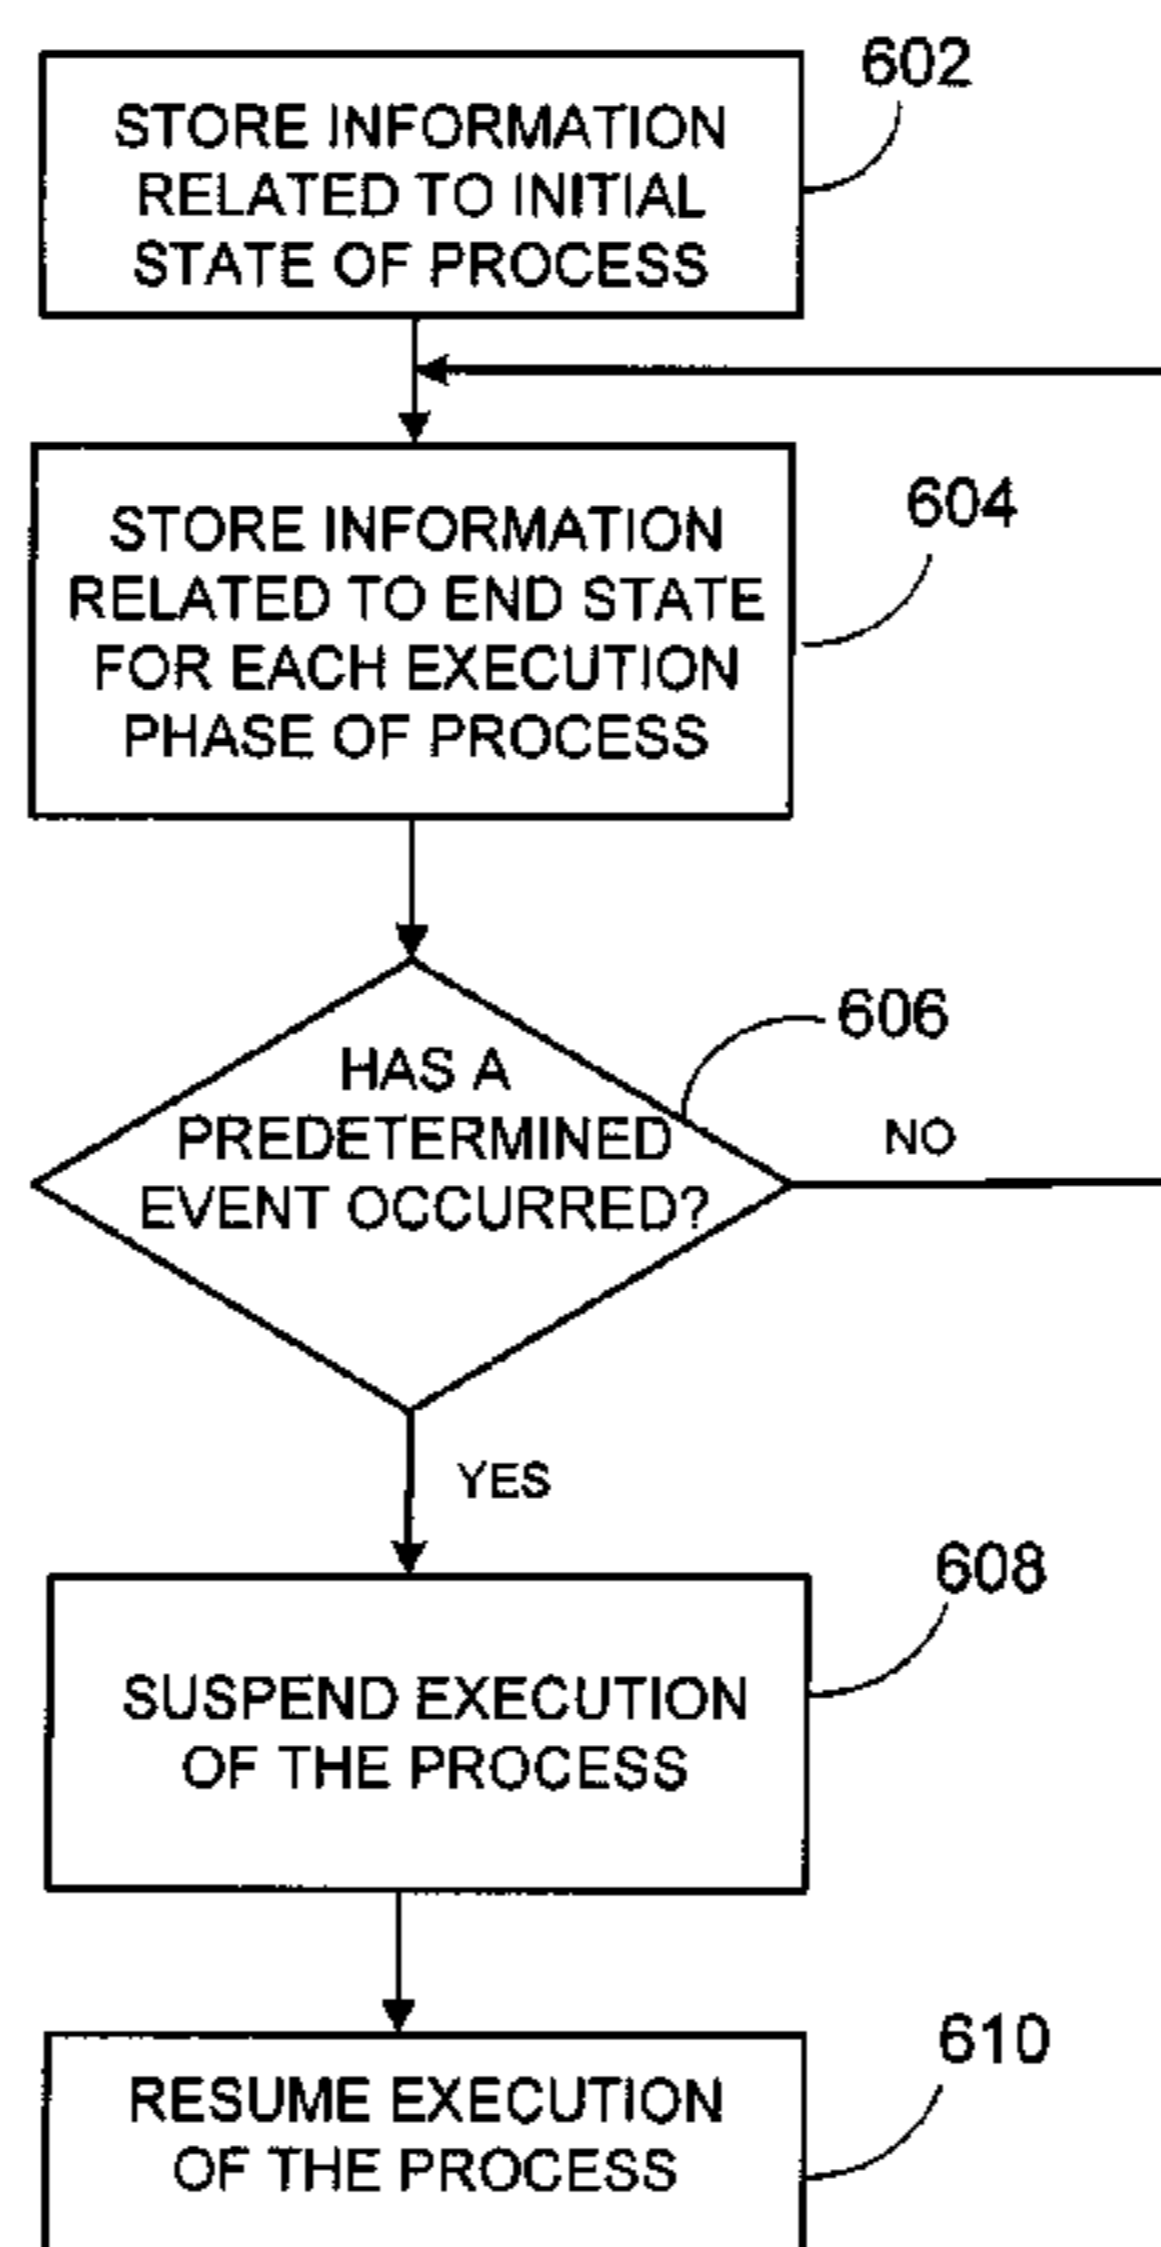 602
STORE INFORMATION
RELATED TO INITIAL
STATE OF PROCESS
604
STORE INFORMATION
RELATED TO END STATE
FOR EACH EXECUTION
PHASE OF PROCESS
606
HAS A
PREDETERMINED
EVENT OCCURRED?
NO
YES
608
SUSPEND EXECUTION
OF THE PROCESS
610
RESUME EXECUTION
OF THE PROCESS